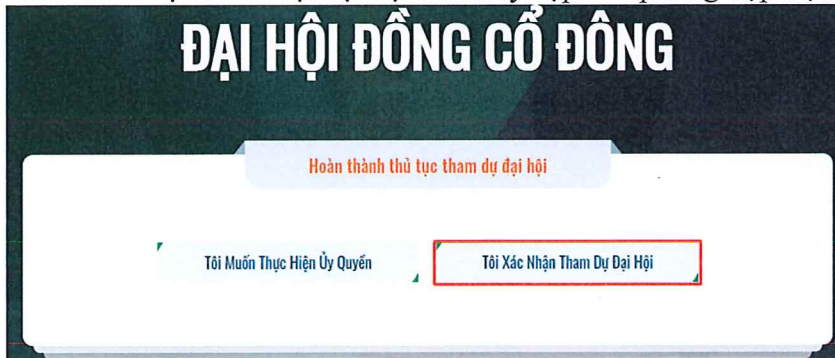 ĐẠI HỘI ĐỒNG CỔ ĐÔNG
Hoàn thành thủ tục tham dự đại hội
Tôi Muốn Thực Hiện Ủy Quyền
Tôi Xác Nhận Tham Dự Đại Hội